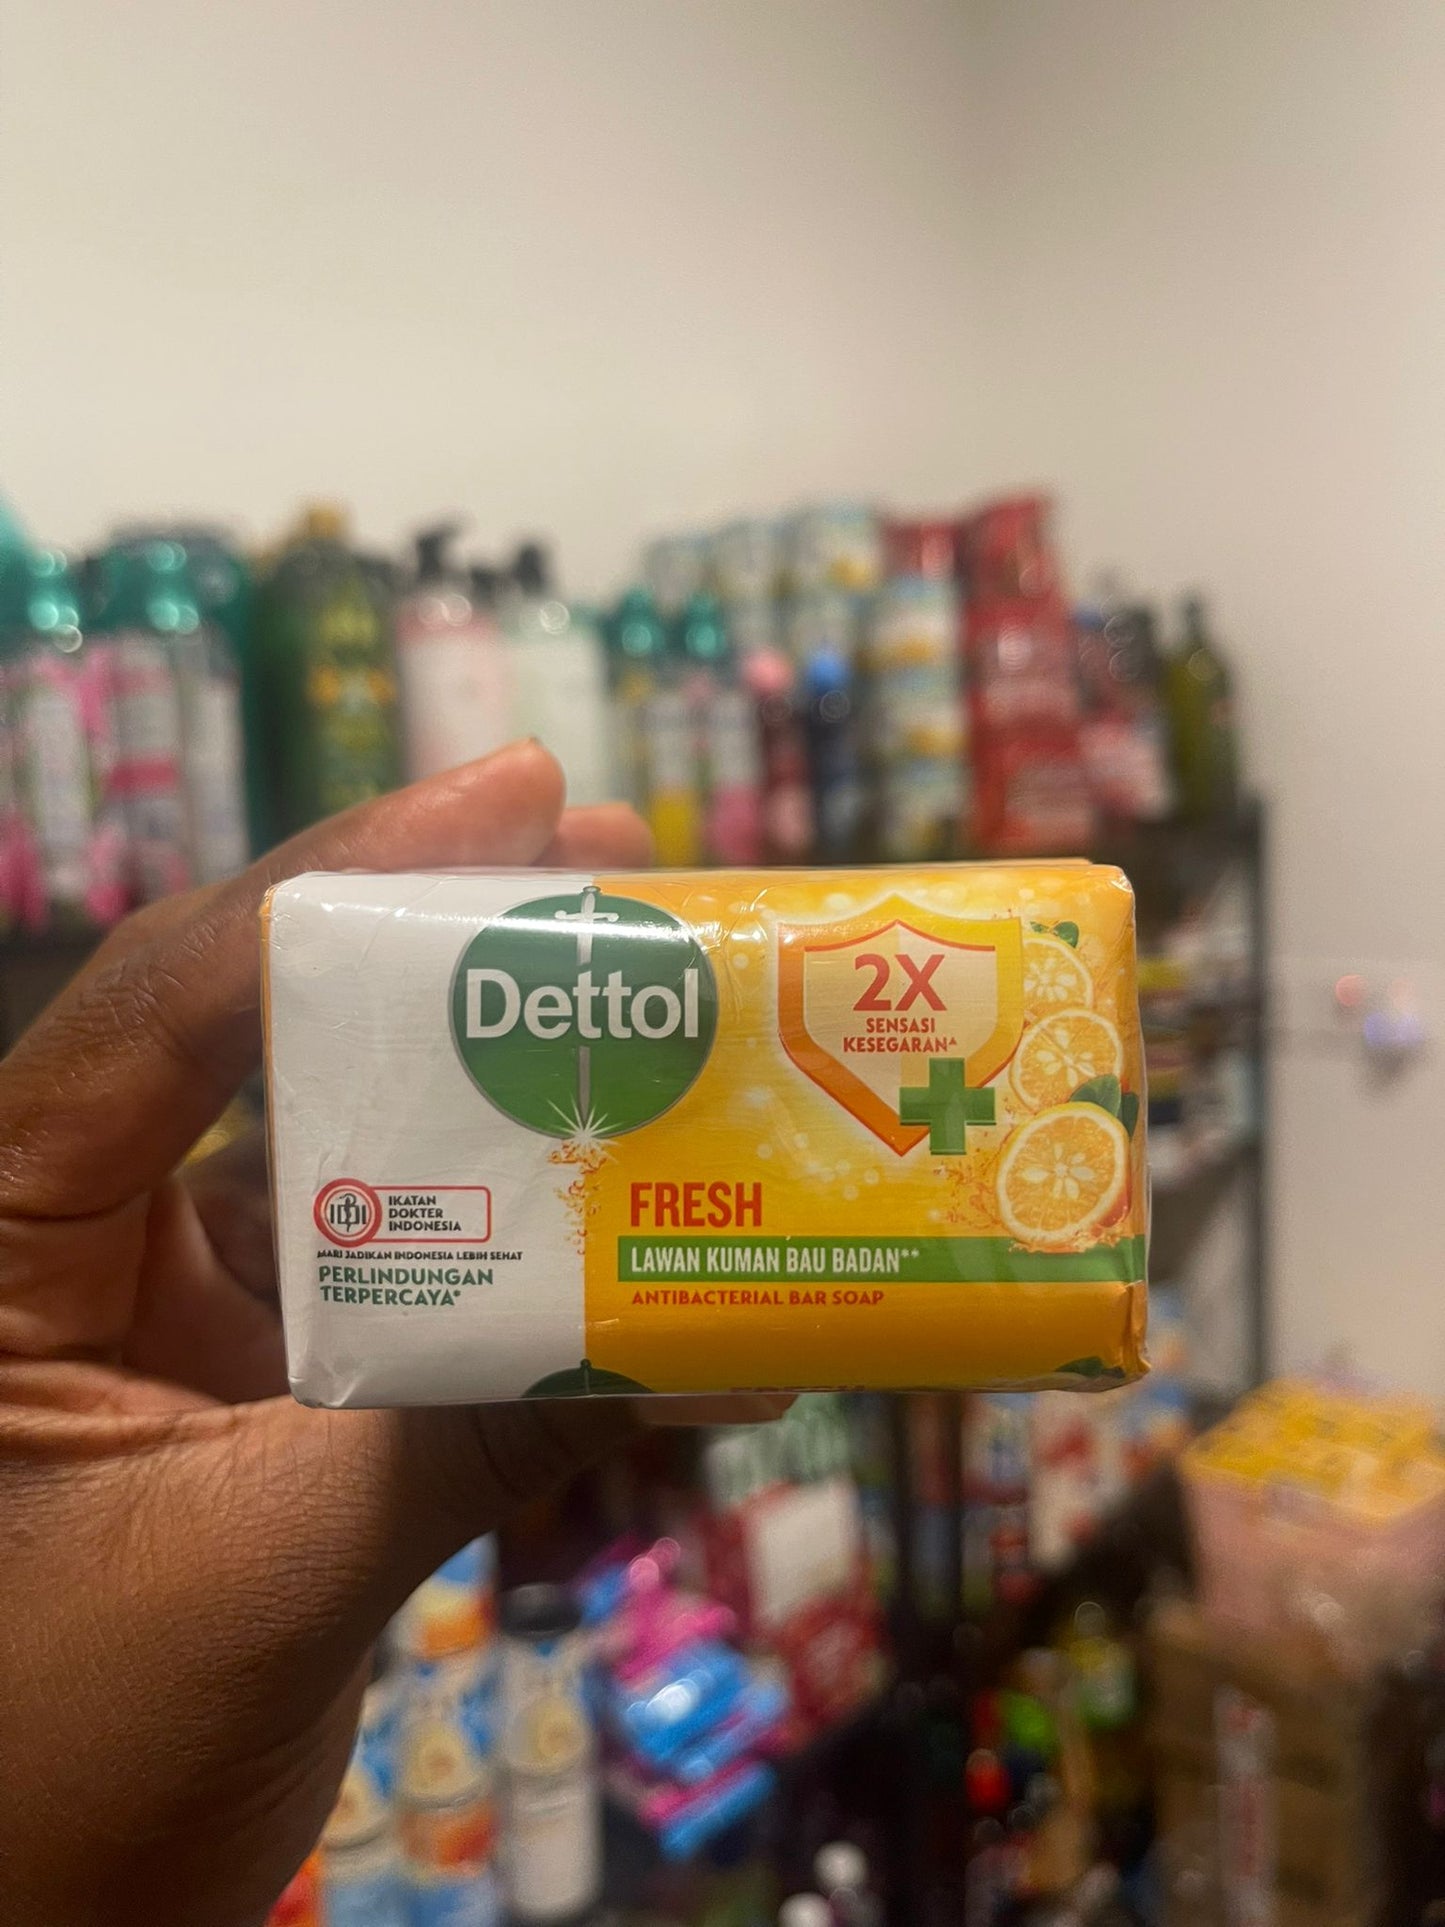 Dettol
2X
SENSASI
KESEGARAN^
FRESH
LAWAN KUMAN BAU BADAN**
ANTIBACTERIAL BAR SOAP
IDI
IKATAN
DOKTER
INDONESIA
MARI JADIKAN INDONESIA LEBIH SEHAT
PERLINDUNGAN
TERPERCAYA*